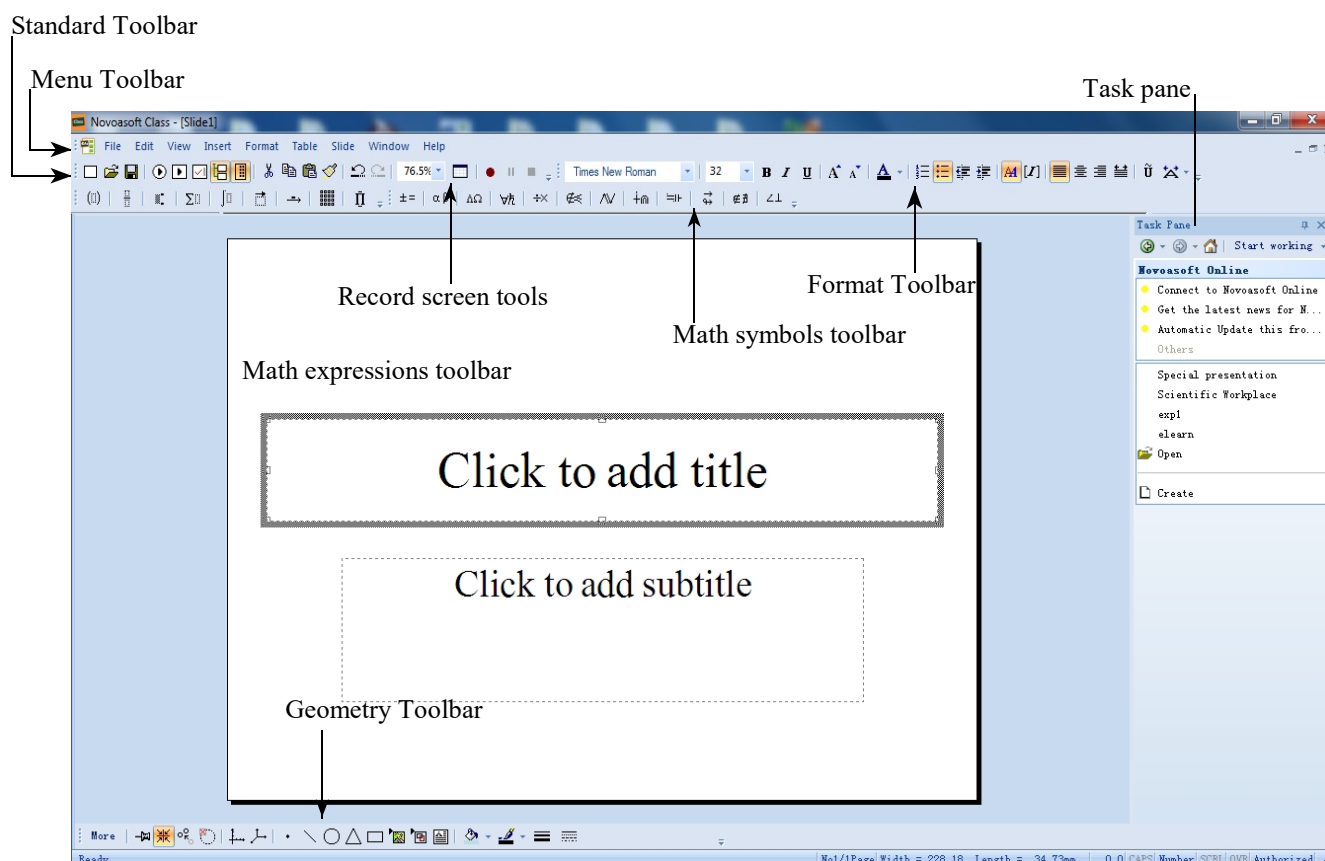 Standard Toolbar
Menu Toolbar
Task pane
Novoasoft Class - [Slide1]
File Edit View Insert Format Table Slide Window Help
76.5% Times New Roman 32 B I U
Task Pane
Start working
Record screen tools
Format Toolbar
Math symbols toolbar
Math expressions toolbar
Novoasoft Online
Connect to Novoasoft Online
Get the latest news for N...
Automatic Update this fro...
Others
Special presentation
Scientific Workplace
exp1
elearn
Open
Create
Click to add title
Click to add subtitle
Geometry Toolbar
More
Ready No1/1Page Width = 228.18 Length = 34.73mm 0.0 CAPS Number SCRL OVR Authorized